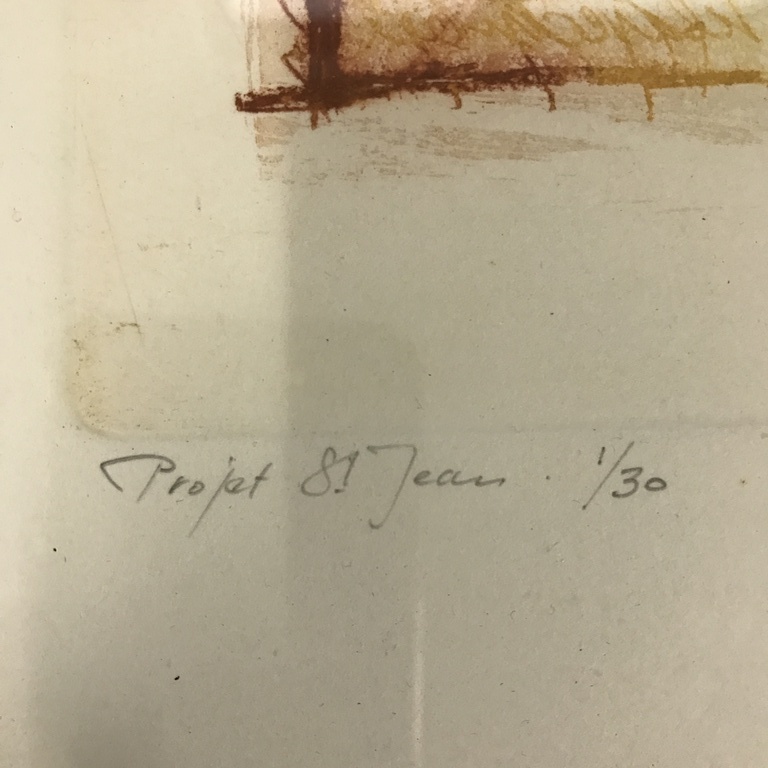 Projet St Jean . 1/30